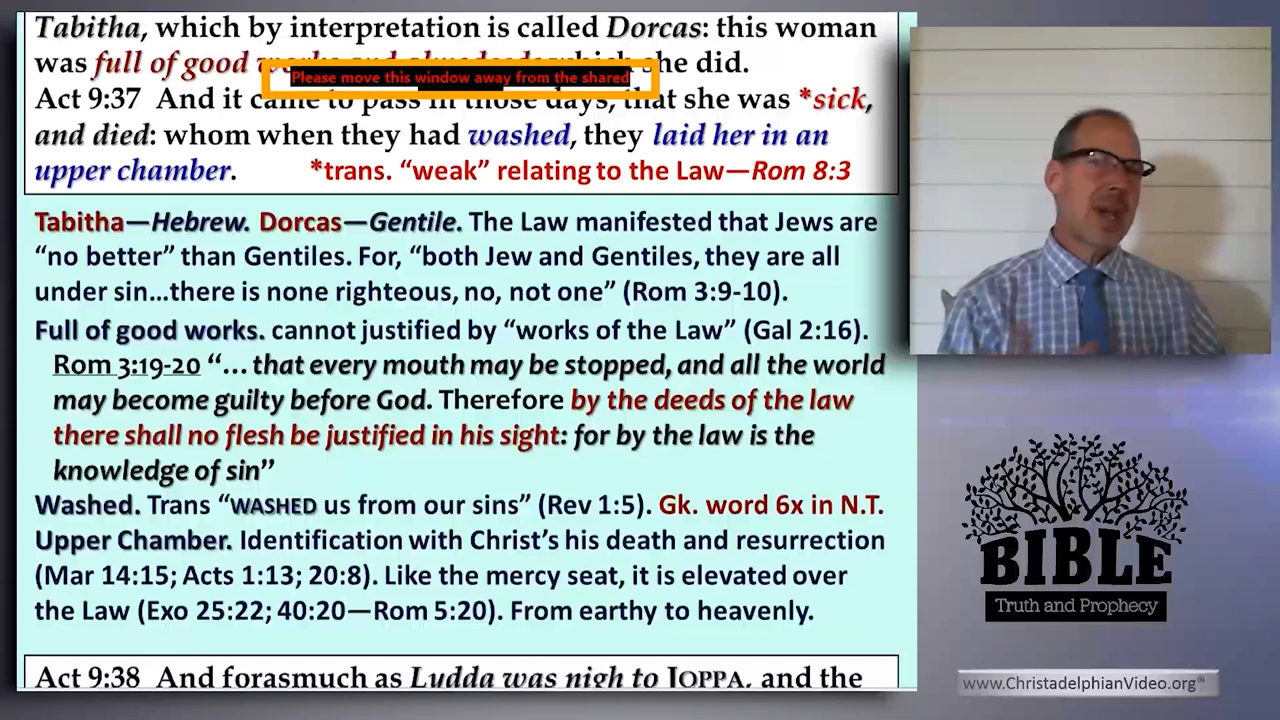 Tabitha, which by interpretation is called Dorcas: this woman
was full of good which she did.
Please move this window away from the shared
Act 9:37 And it came to pass in those days, that she was *sick,
and died: whom when they had washed, they laid her in an
upper chamber. *trans. “weak” relating to the Law—Rom 8:3
Tabitha—Hebrew. Dorcas—Gentile. The Law manifested that Jews are
“no better” than Gentiles. For, “both Jew and Gentiles, they are all
under sin…there is none righteous, no, not one” (Rom 3:9-10).
Full of good works. cannot justified by “works of the Law” (Gal 2:16).
Rom 3:19-20 “…that every mouth may be stopped, and all the world
may become guilty before God. Therefore by the deeds of the law
there shall no flesh be justified in his sight: for by the law is the
knowledge of sin”
Washed. Trans “WASHED us from our sins” (Rev 1:5). Gk. word 6x in N.T.
Upper Chamber. Identification with Christ’s his death and resurrection
(Mar 14:15; Acts 1:13; 20:8). Like the mercy seat, it is elevated over
the Law (Exo 25:22; 40:20—Rom 5:20). From earthy to heavenly.
Act 9:38 And forasmuch as Ludda was nigh to JOPPA, and the
BIBLE
Truth and Prophecy
www.ChristadelphianVideo.org®